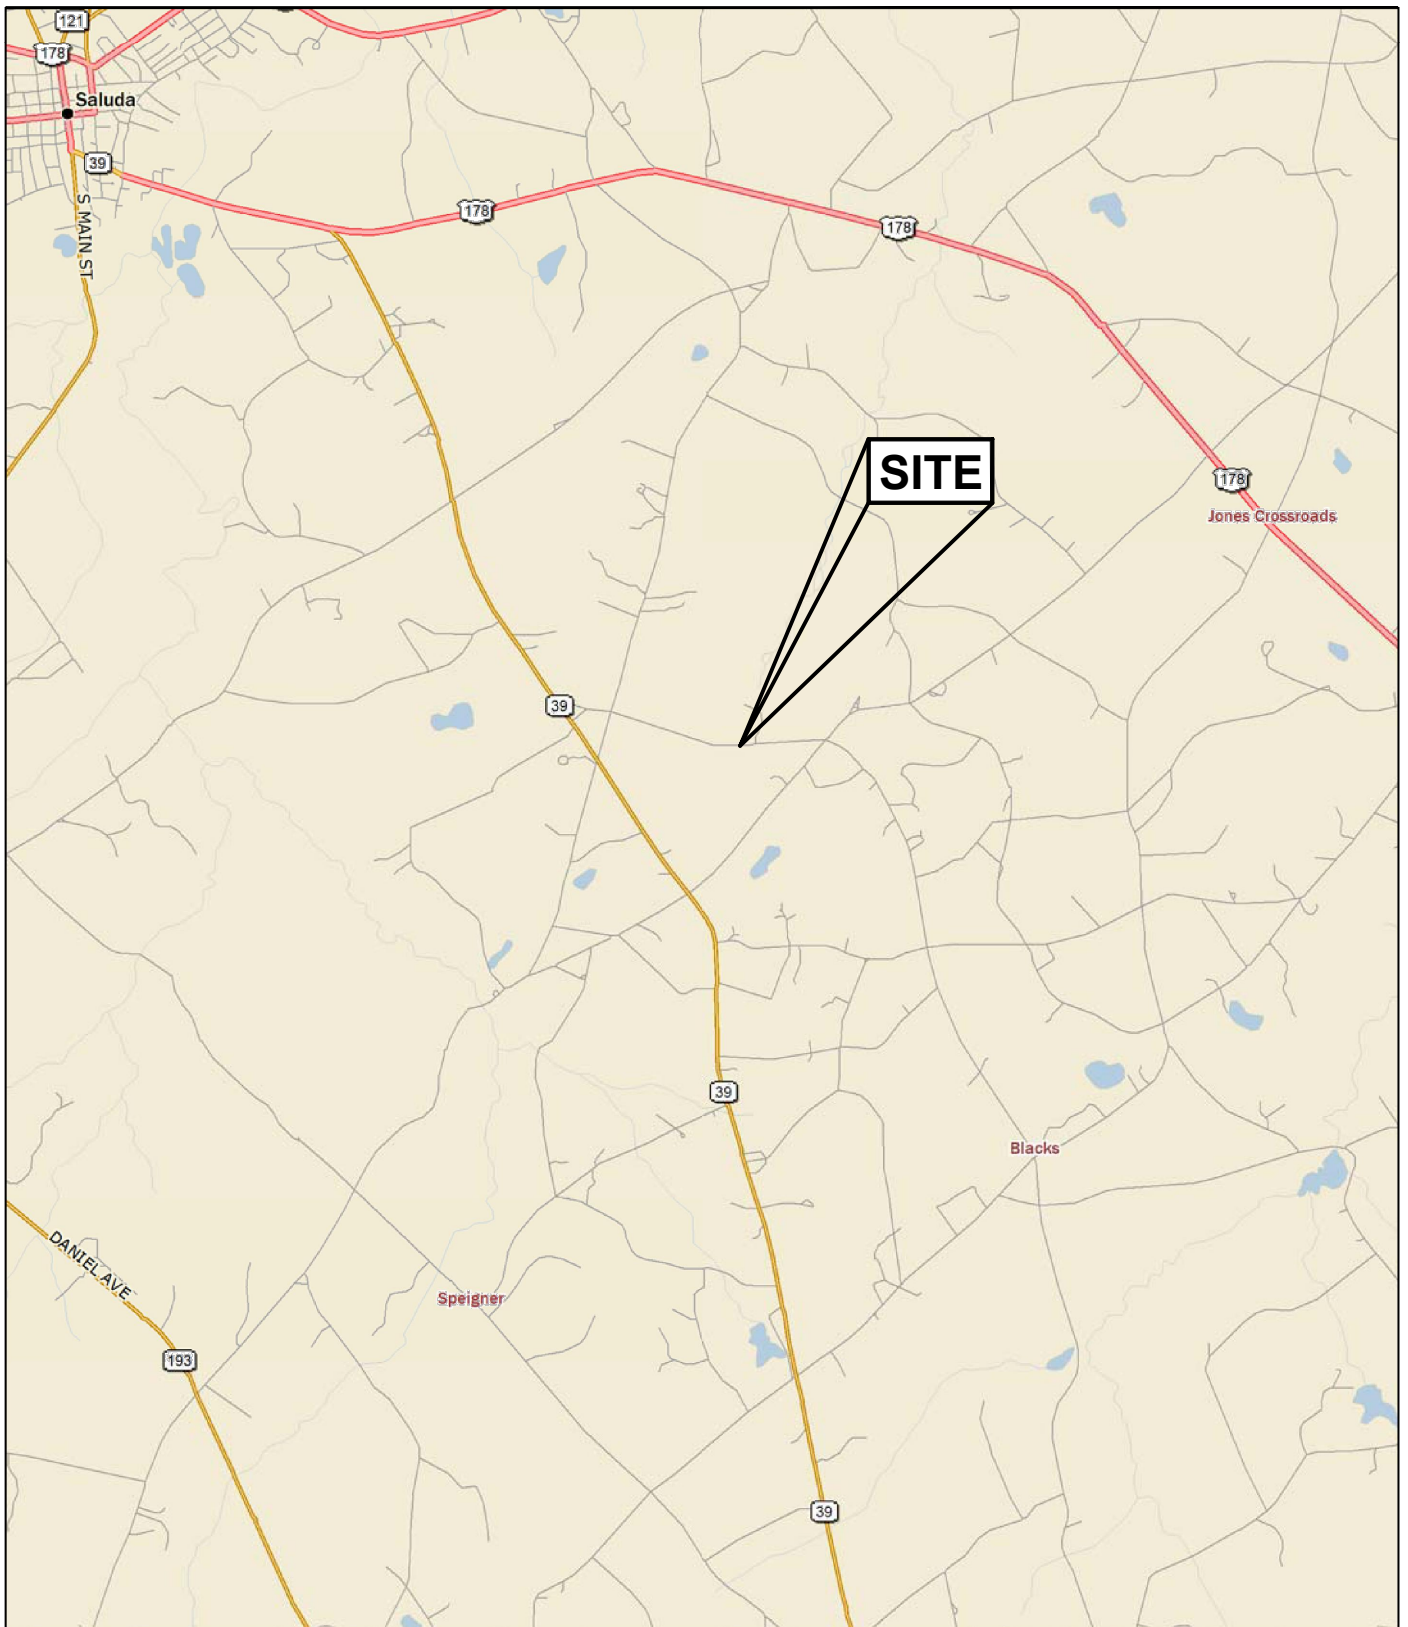 121
178
Saluda
39
S MAIN ST
178
178
SITE
178
Jones Crossroads
39
39
Blacks
DANIEL AVE
Speigner
193
39